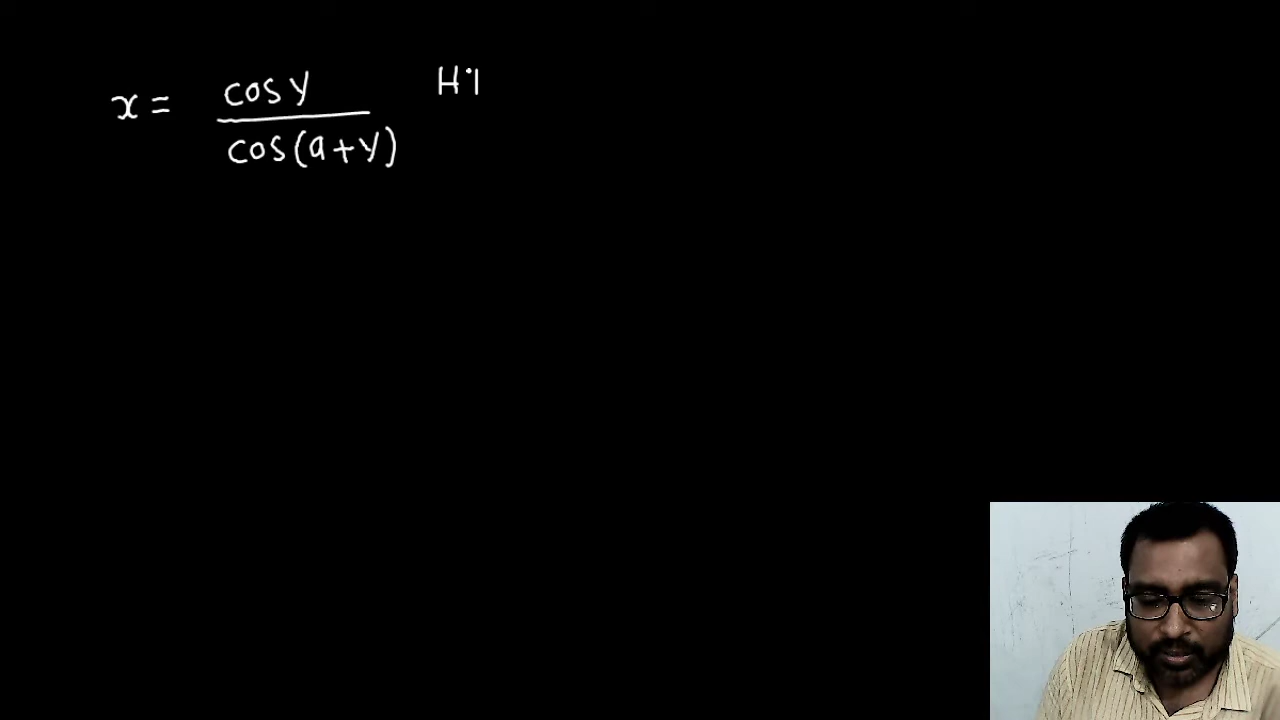 x = cos y / cos(a+y)